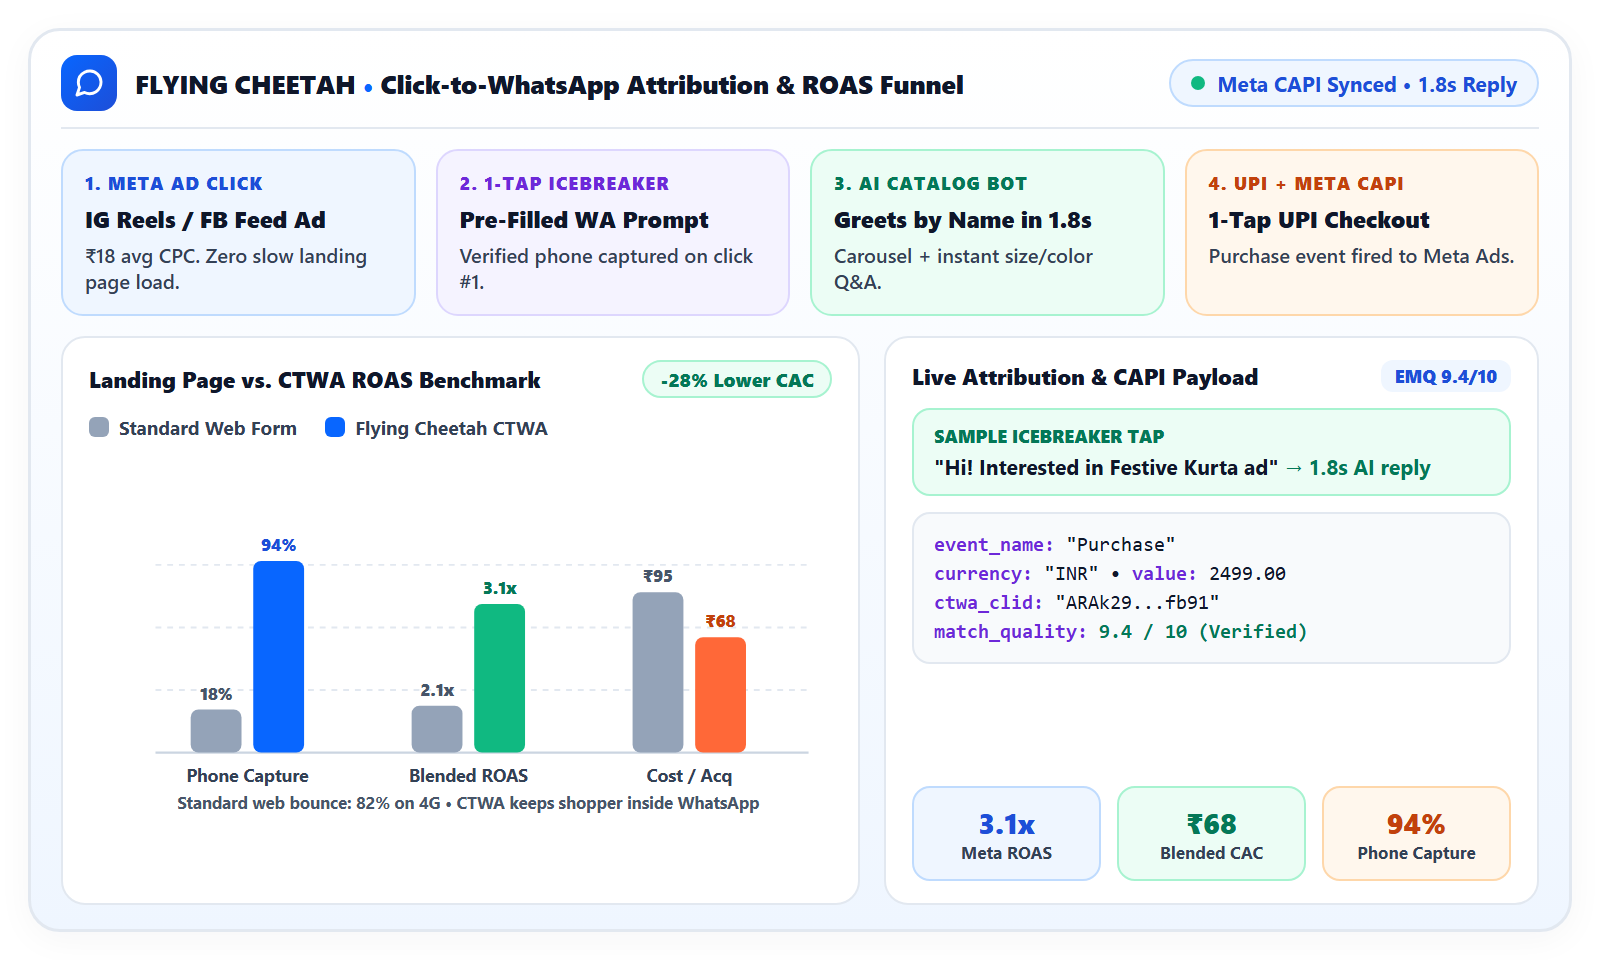 FLYING CHEETAH • Click-to-WhatsApp Attribution & ROAS Funnel
Meta CAPI Synced • 1.8s Reply
1. META AD CLICK
IG Reels / FB Feed Ad
₹18 avg CPC. Zero slow landing
page load.
2. 1-TAP ICEBREAKER
Pre-Filled WA Prompt
Verified phone captured on click
#1.
3. AI CATALOG BOT
Greets by Name in 1.8s
Carousel + instant size/color
Q&A.
4. UPI + META CAPI
1-Tap UPI Checkout
Purchase event fired to Meta Ads.
Landing Page vs. CTWA ROAS Benchmark
-28% Lower CAC
Standard Web Form
Flying Cheetah CTWA
94%
18%
3.1x
2.1x
₹95
₹68
Phone Capture
Blended ROAS
Cost / Acq
Standard web bounce: 82% on 4G • CTWA keeps shopper inside WhatsApp
Live Attribution & CAPI Payload
EMQ 9.4/10
SAMPLE ICEBREAKER TAP
"Hi! Interested in Festive Kurta ad" → 1.8s AI reply
event_name: "Purchase"
currency: "INR" • value: 2499.00
ctwa_clid: "ARAk29...fb91"
match_quality: 9.4 / 10 (Verified)
3.1x
Meta ROAS
₹68
Blended CAC
94%
Phone Capture